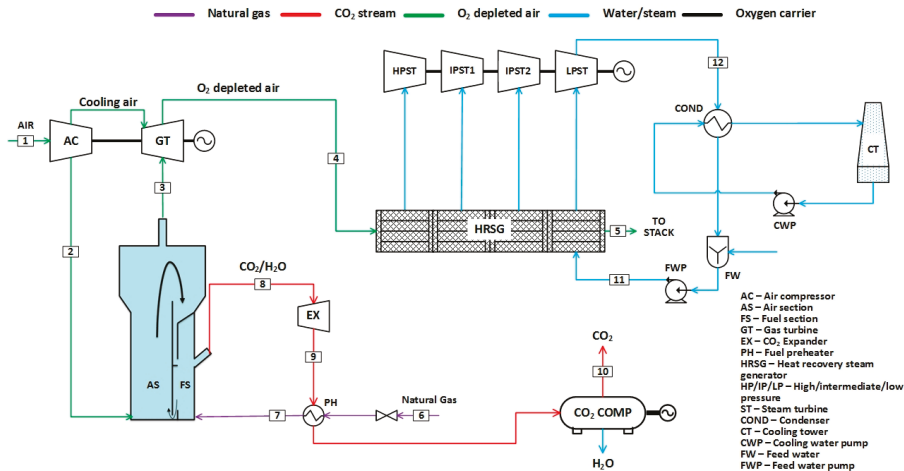 Natural gas
CO₂ stream
O₂ depleted air
Water/steam
Oxygen carrier
HPST
IPST1
IPST2
LPST
12
O₂ depleted air
Cooling air
COND
CT
AIR
1
AC
GT
4
CWP
3
2
HRSG
5
TO
STACK
CO₂/H₂O
8
11
FWP
FW
EX
AS
FS
9
CO₂
10
PH
Natural Gas
7
6
CO₂ COMP
H₂O
AC – Air compressor
AS – Air section
FS – Fuel section
GT – Gas turbine
EX – CO₂ Expander
PH – Fuel preheater
HRSG – Heat recovery steam
generator
HP/IP/LP – High/intermediate/low
pressure
ST – Steam turbine
COND – Condenser
CT – Cooling tower
CWP – Cooling water pump
FW – Feed water
FWP – Feed water pump